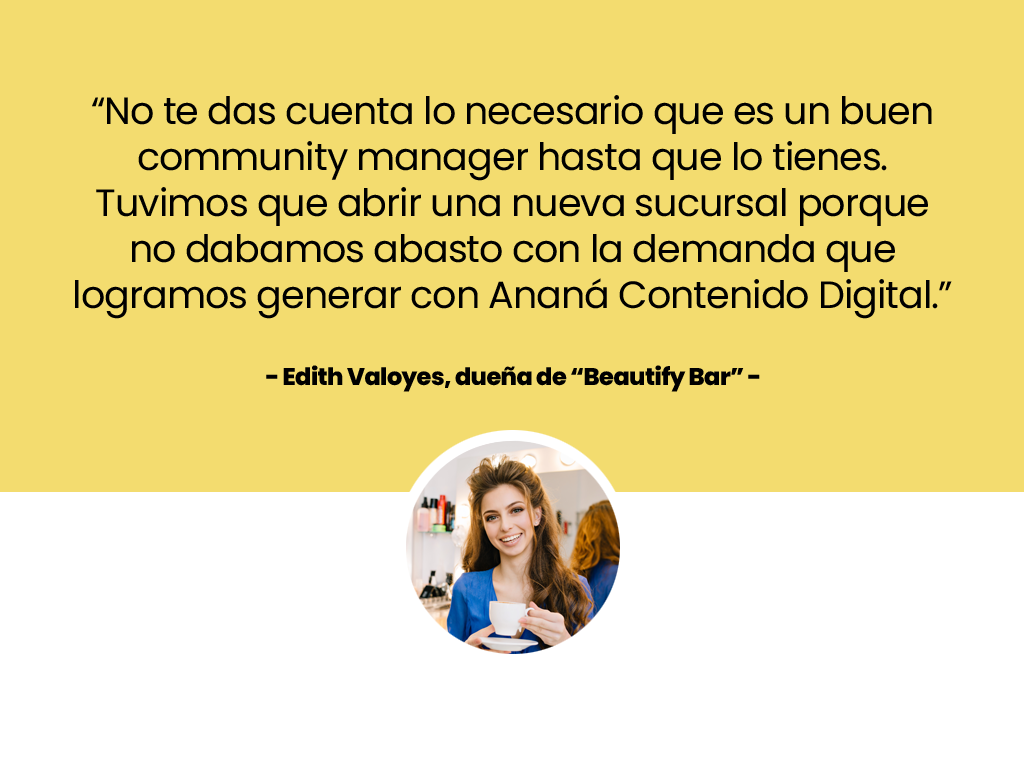 “No te das cuenta lo necesario que es un buen
community manager hasta que lo tienes.
Tuvimos que abrir una nueva sucursal porque
no dabamos abasto con la demanda que
logramos generar con Ananá Contenido Digital.”
- Edith Valoyes, dueña de “Beautify Bar” -